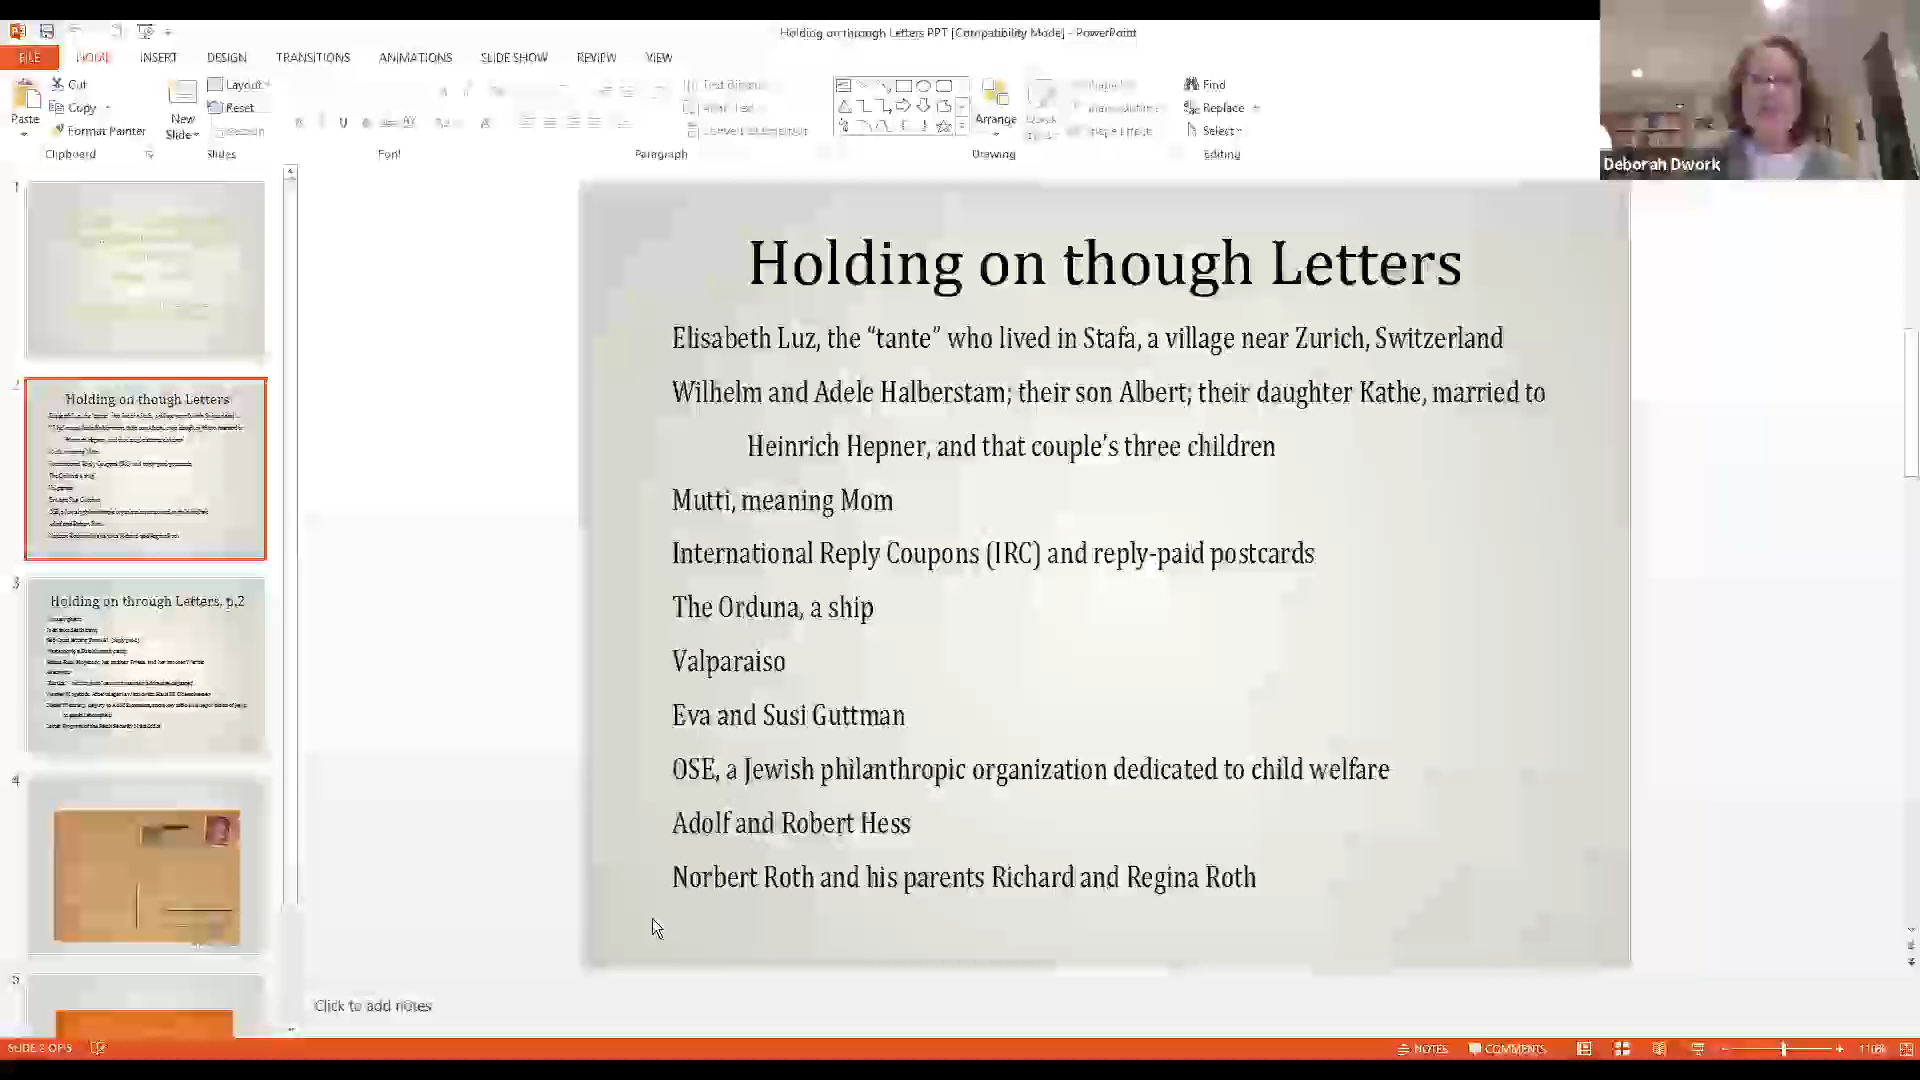 Holding on through Letters PPT [Compatibility Mode] - PowerPoint
FILE HOME INSERT DESIGN TRANSITIONS ANIMATIONS SLIDE SHOW REVIEW VIEW
Cut
Copy
Format Painter
Paste
New
Slide
Layout
Reset
Arrange
Find
Replace
Select
Clipboard Slides Font Paragraph Drawing Editing
Deborah Dwork
1
2
Holding on though Letters
3
Holding on through Letters, p.2
4
5
Holding on though Letters
Elisabeth Luz, the “tante” who lived in Stafa, a village near Zurich, Switzerland
Wilhelm and Adele Halberstam; their son Albert; their daughter Kathe, married to
Heinrich Hepner, and that couple’s three children
Mutti, meaning Mom
International Reply Coupons (IRC) and reply-paid postcards
The Orduna, a ship
Valparaiso
Eva and Susi Guttman
OSE, a Jewish philanthropic organization dedicated to child welfare
Adolf and Robert Hess
Norbert Roth and his parents Richard and Regina Roth
Click to add notes
NOTES COMMENTS